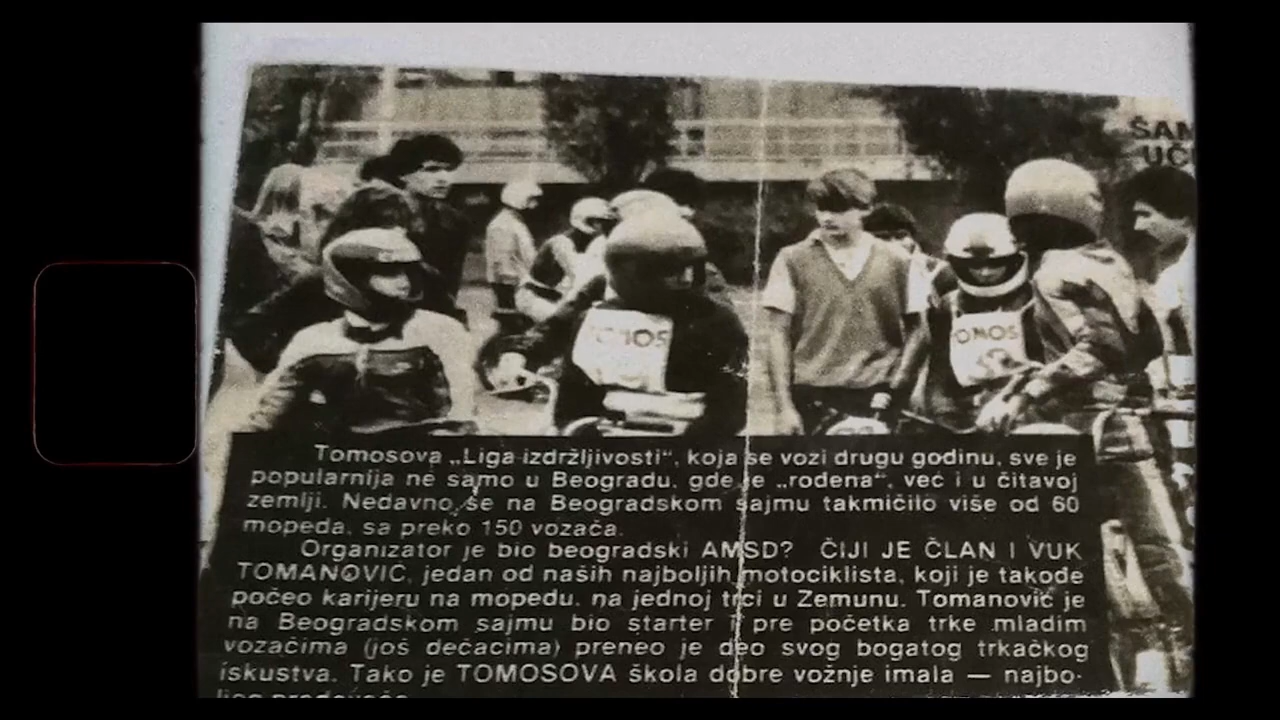 ŠAM
UČ
TOMOS
TOMOS
Tomosova „Liga izdržljivosti“, koja se vozi drugu godinu, sve je
popularnija ne samo u Beogradu, gde je „rođena“, već i u čitavoj
zemlji. Nedavno se na Beogradskom sajmu takmičilo više od 60
mopeda, sa preko 150 vozača.
Organizator je bio beogradski AMSD? ČIJI JE ČLAN I VUK
TOMANOVIĆ, jedan od naših najboljih motociklista, koji je takođe
počeo karijeru na mopedu, na jednoj trci u Zemunu. Tomanović je
na Beogradskom sajmu bio starter i pre početka trke mladim
vozačima (još dečacima) preneo je deo svog bogatog trkačkog
iskustva. Tako je TOMOSOVA škola dobre vožnje imala — najbo-